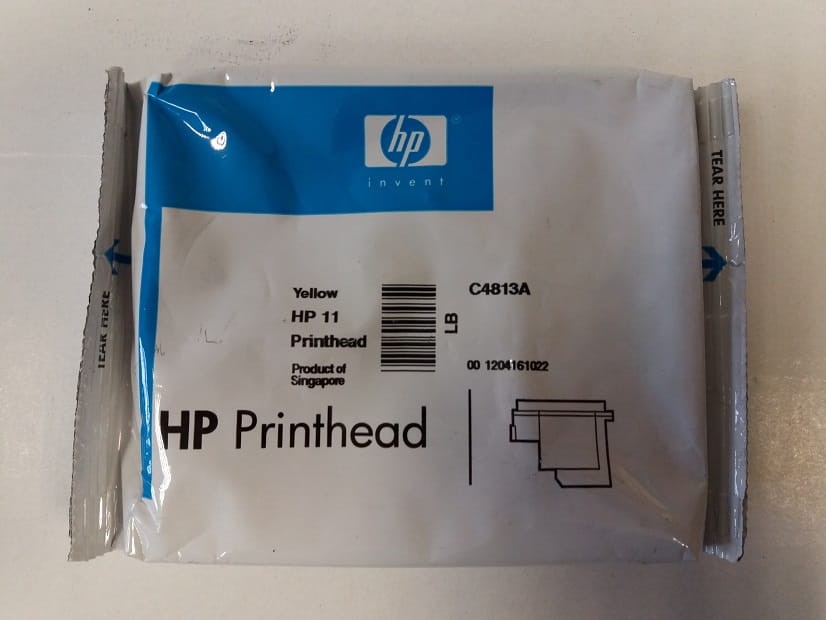 hp
invent
TEAR HERE
Yellow
HP 11
Printhead
C4813A
LB
Product of
Singapore
00 1204161022
TEAR HERE
HP Printhead